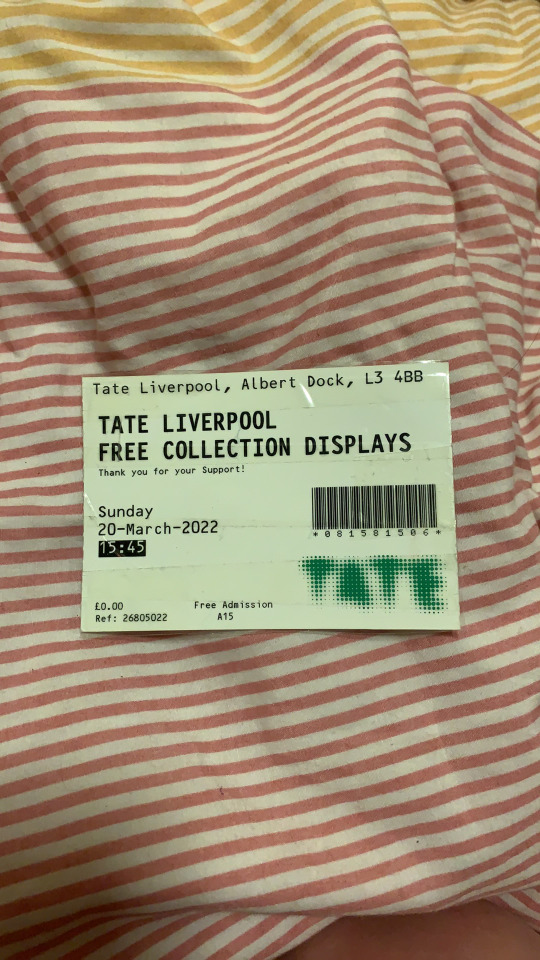 Tate Liverpool, Albert Dock, L3 4BB
TATE LIVERPOOL
FREE COLLECTION DISPLAYS
Thank you for your Support!
Sunday
20-March-2022
15:45
*081581506*
TATE
£0.00
Free Admission
Ref: 26805022
A15